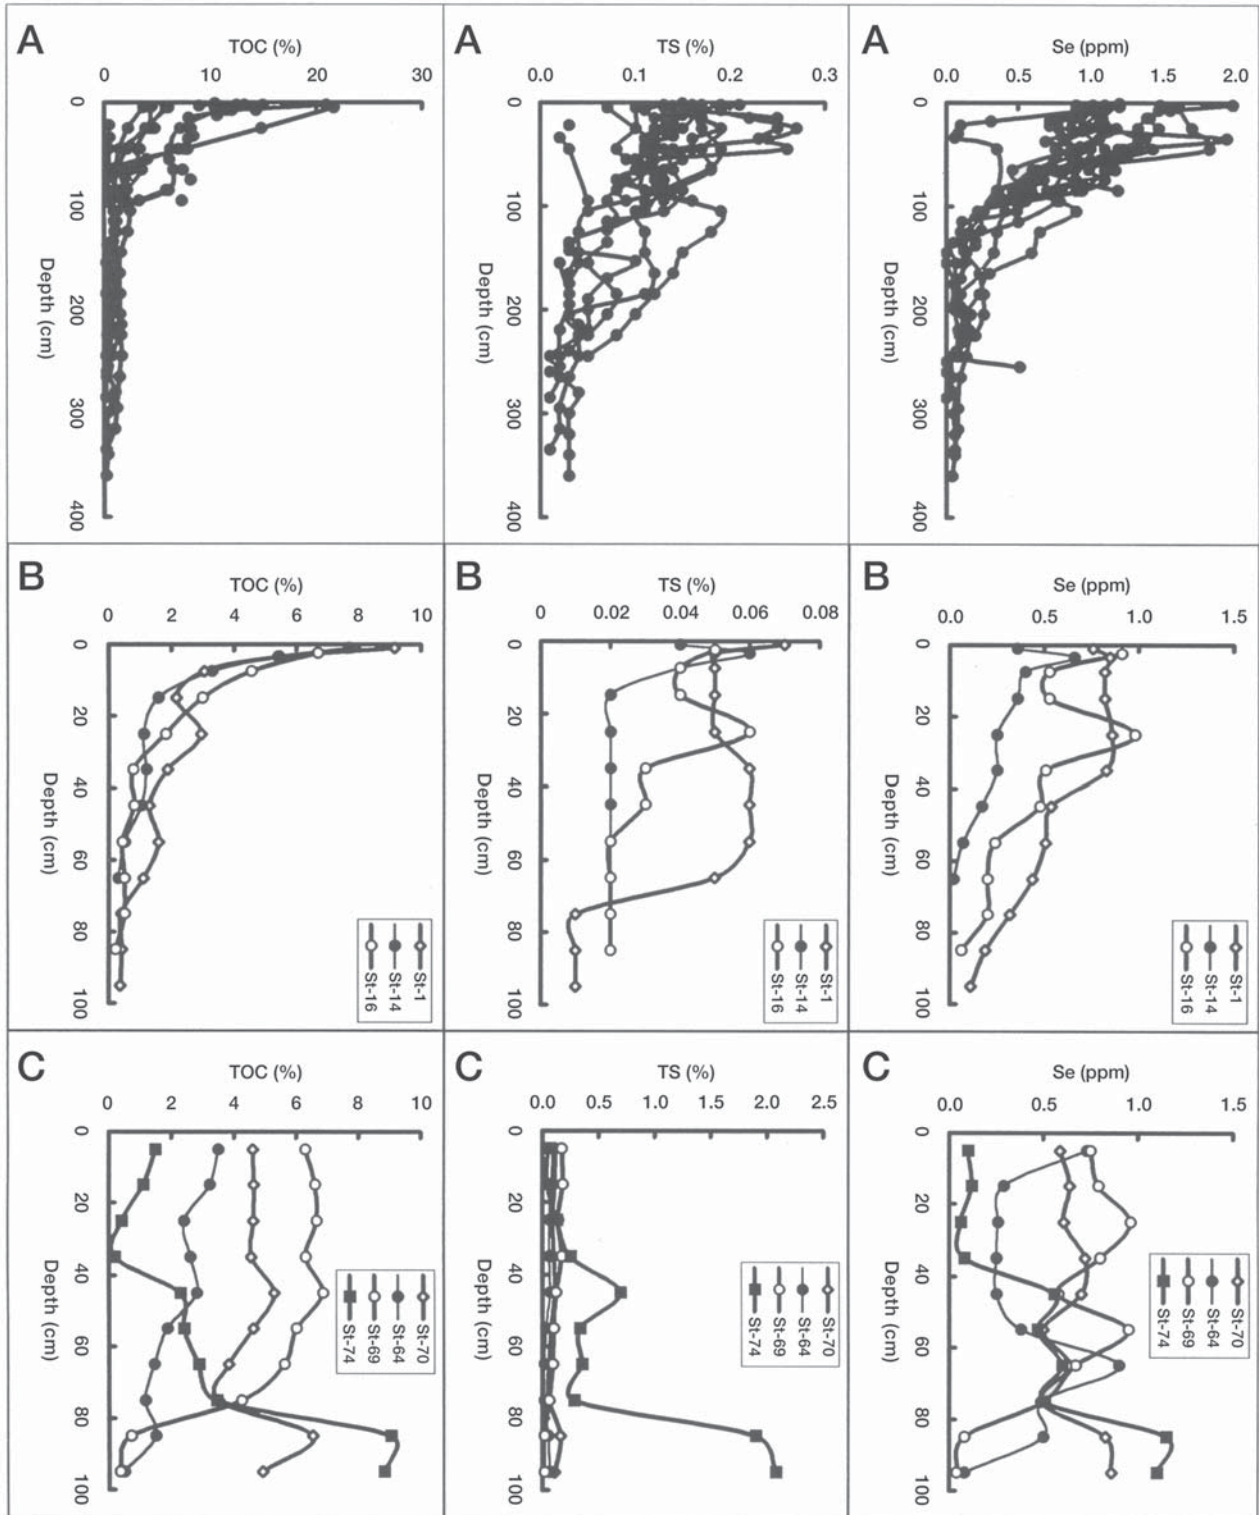 A
TOC (%)
0 10 20 30
0
100
200
300
400
Depth (cm)
A
TS (%)
0.0 0.1 0.2 0.3
0
100
200
300
400
Depth (cm)
A
Se (ppm)
0.0 0.5 1.0 1.5 2.0
0
100
200
300
400
Depth (cm)
B
TOC (%)
0 2 4 6 8 10
0
20
40
60
80
100
Depth (cm)
St-1
St-14
St-16
B
TS (%)
0 0.02 0.04 0.06 0.08
0
20
40
60
80
100
Depth (cm)
St-1
St-14
St-16
B
Se (ppm)
0.0 0.5 1.0 1.5
0
20
40
60
80
100
Depth (cm)
St-1
St-14
St-16
C
TOC (%)
0 2 4 6 8 10
0
20
40
60
80
100
Depth (cm)
St-70
St-64
St-69
St-74
C
TS (%)
0.0 0.5 1.0 1.5 2.0 2.5
0
20
40
60
80
100
Depth (cm)
St-70
St-64
St-69
St-74
C
Se (ppm)
0.0 0.5 1.0 1.5
0
20
40
60
80
100
Depth (cm)
St-70
St-64
St-69
St-74